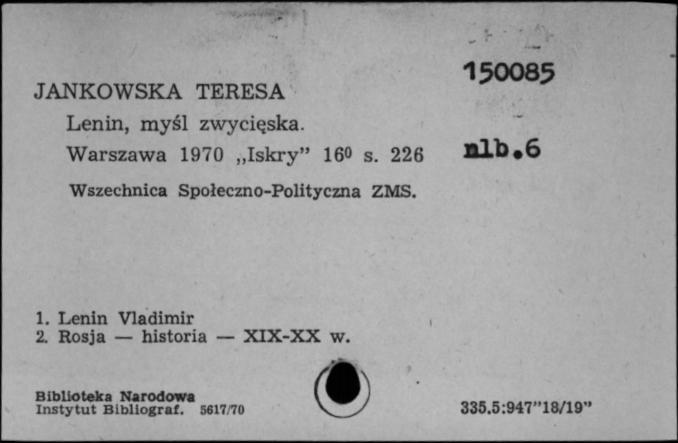 150085
JANKOWSKA TERESA
Lenin, myśl zwycięska.
Warszawa 1970 „Iskry” 16⁰ s. 226 nlb.6
Wszechnica Społeczno-Polityczna ZMS.
1. Lenin Vladimir
2. Rosja — historia — XIX-XX w.
Biblioteka Narodowa
Instytut Bibliograf. 5617/70
335.5:947”18/19”